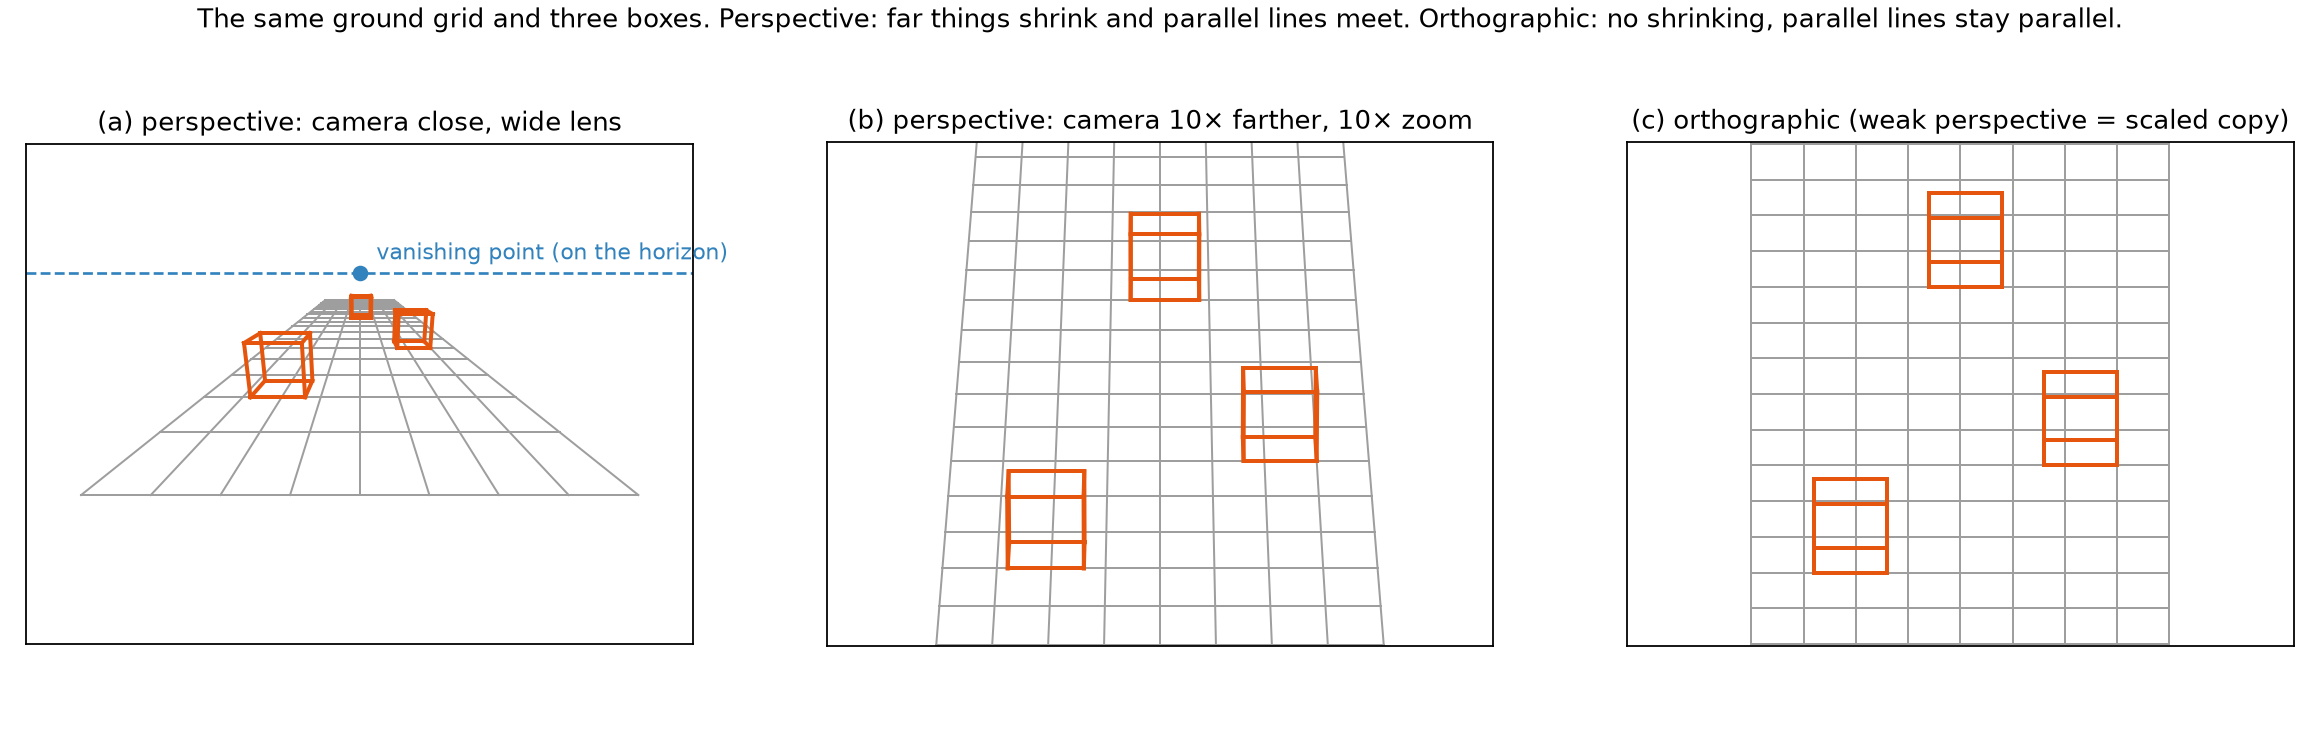 The same ground grid and three boxes. Perspective: far things shrink and parallel lines meet. Orthographic: no shrinking, parallel lines stay parallel.
(a) perspective: camera close, wide lens
(b) perspective: camera 10× farther, 10× zoom
(c) orthographic (weak perspective = scaled copy)
vanishing point (on the horizon)